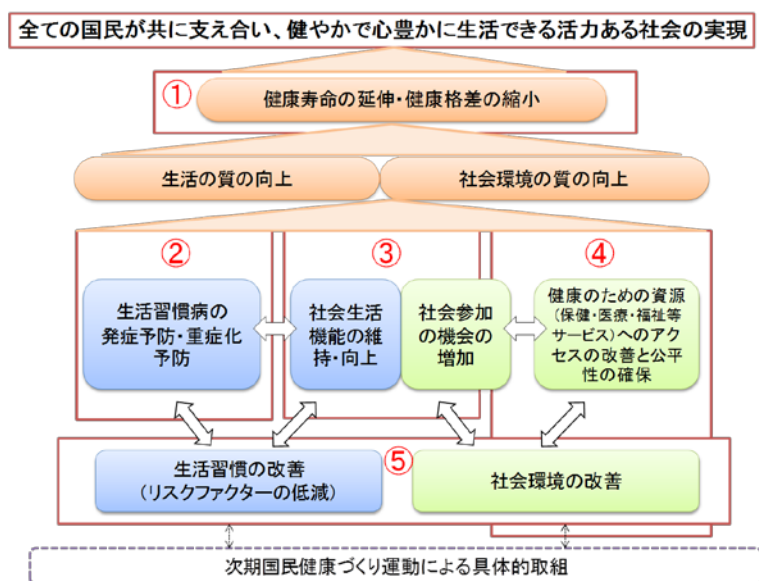 全ての国民が共に支え合い、健やかで心豊かに生活できる活力ある社会の実現
①
健康寿命の延伸・健康格差の縮小
生活の質の向上
社会環境の質の向上
②
③
④
生活習慣病の
発症予防・重症化
予防
社会生活
機能の維
持・向上
社会参加
の機会の
増加
健康のための資源
(保健・医療・福祉等
サービス)へのアク
セスの改善と公平
性の確保
⑤
生活習慣の改善
(リスクファクターの低減)
社会環境の改善
次期国民健康づくり運動による具体的取組